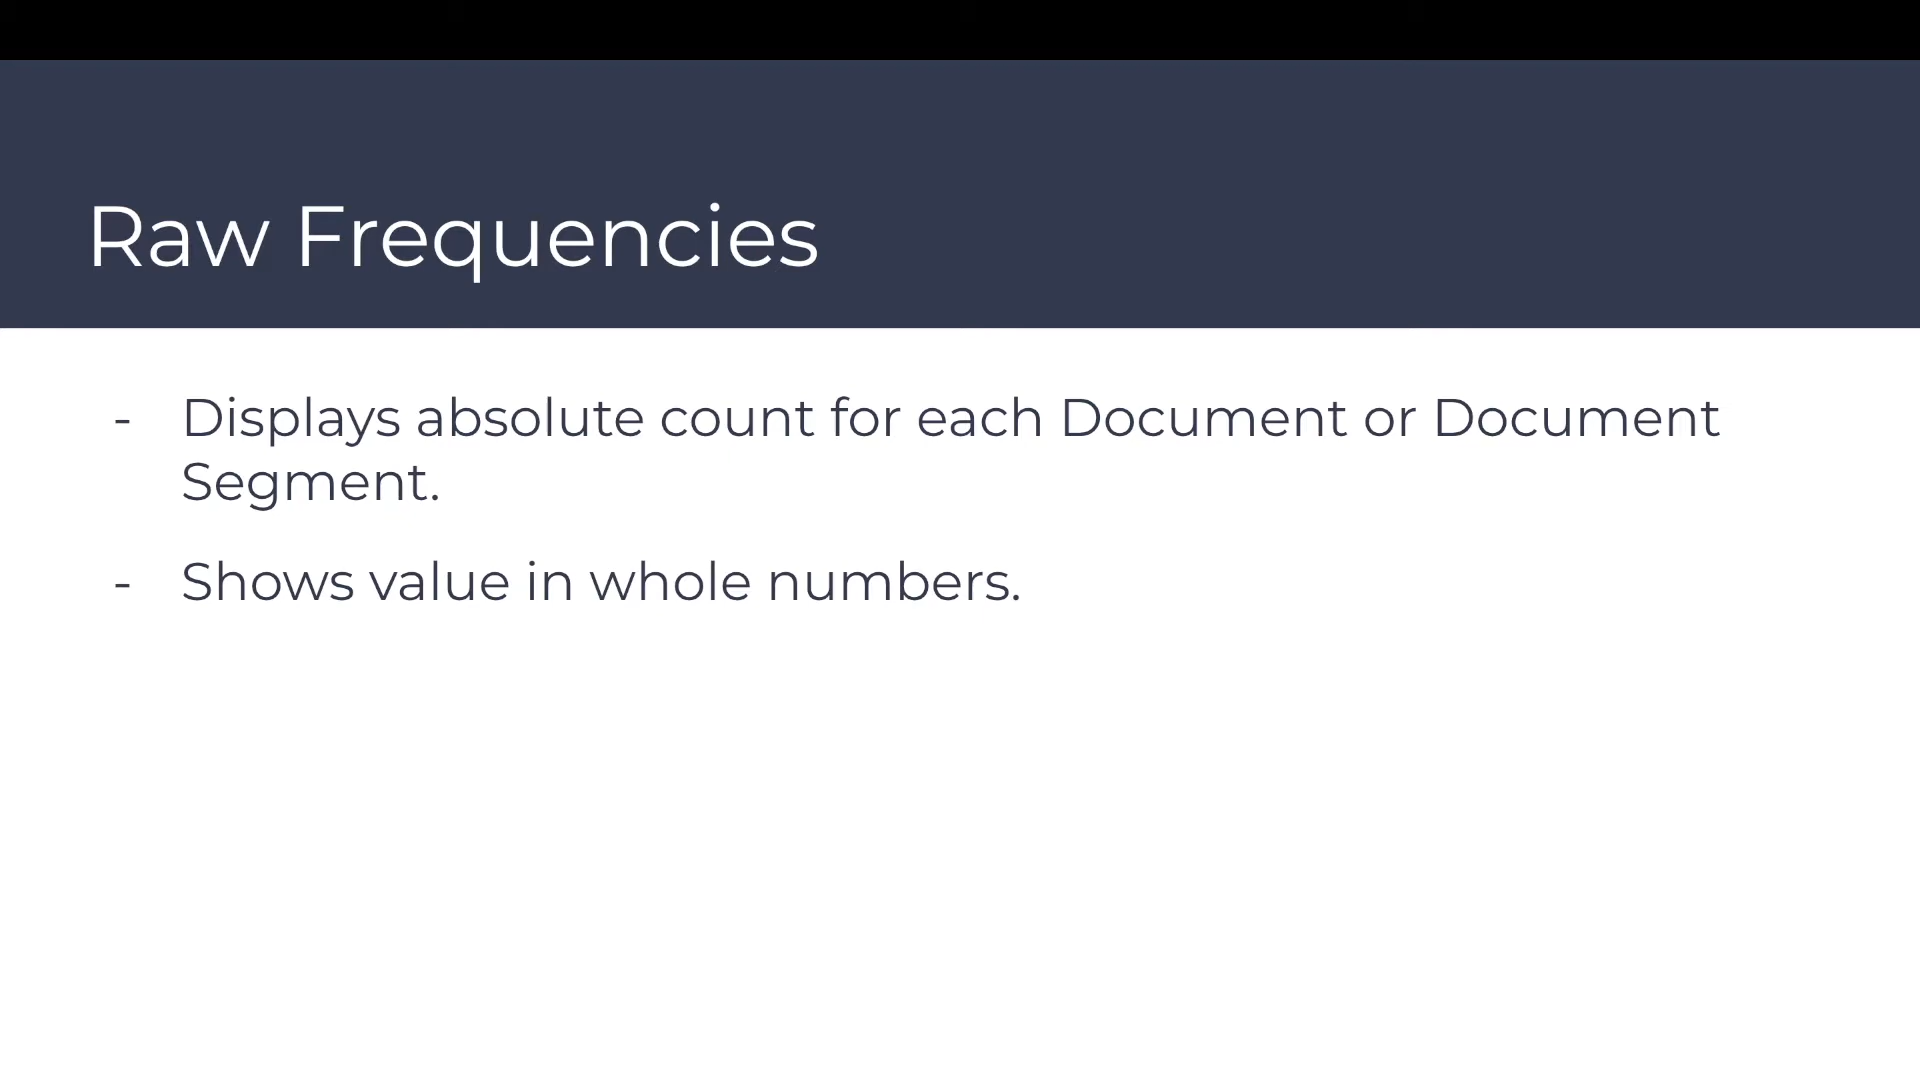 Raw Frequencies
- Displays absolute count for each Document or Document
Segment.
- Shows value in whole numbers.